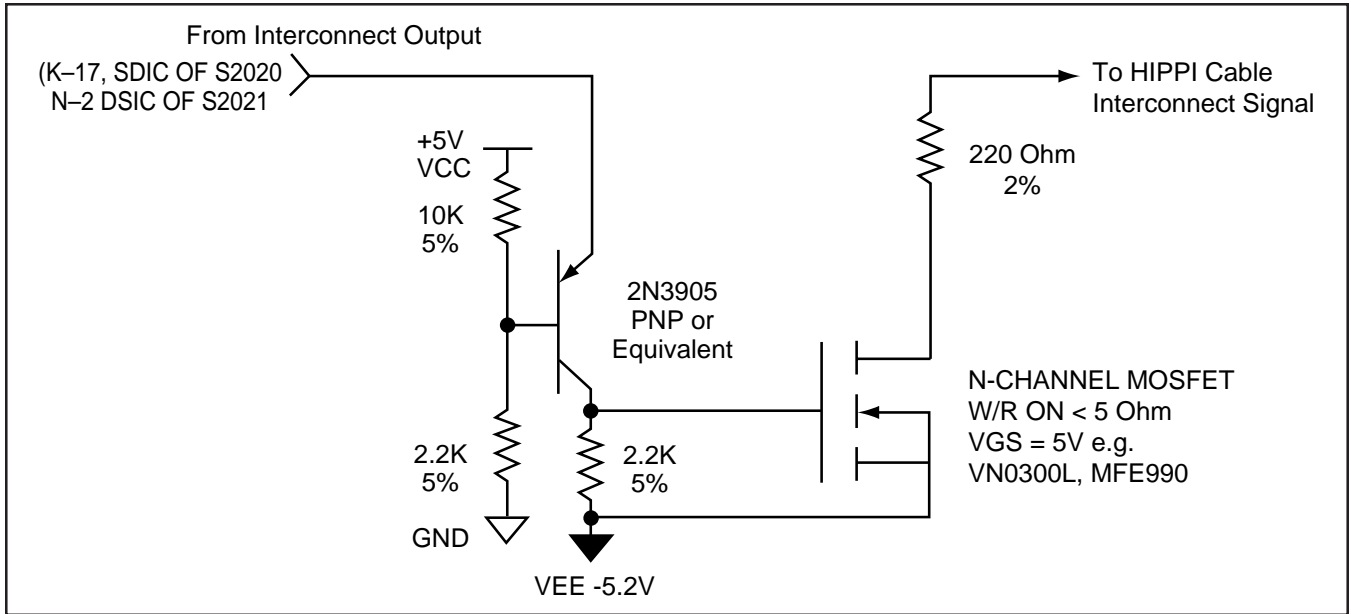 From Interconnect Output
(K–17, SDIC OF S2020
N–2 DSIC OF S2021
To HIPPI Cable
Interconnect Signal
+5V
VCC
220 Ohm
2%
10K
5%
2N3905
PNP or
Equivalent
N-CHANNEL MOSFET
W/R ON < 5 Ohm
VGS = 5V e.g.
VN0300L, MFE990
2.2K
5%
2.2K
5%
GND
VEE -5.2V